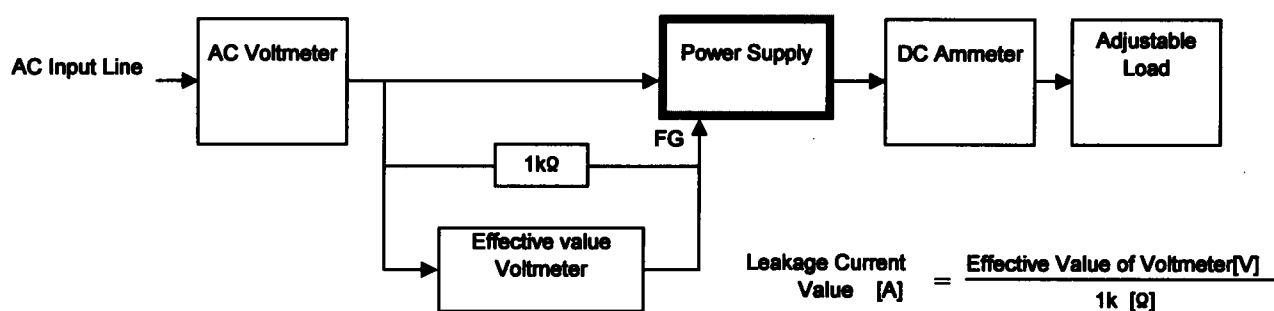 AC Input Line
AC Voltmeter
Power Supply
DC Ammeter
Adjustable
Load
FG
1kΩ
Effective value
Voltmeter
Leakage Current
Value [A]
= Effective Value of Voltmeter[V]
1k [Ω]